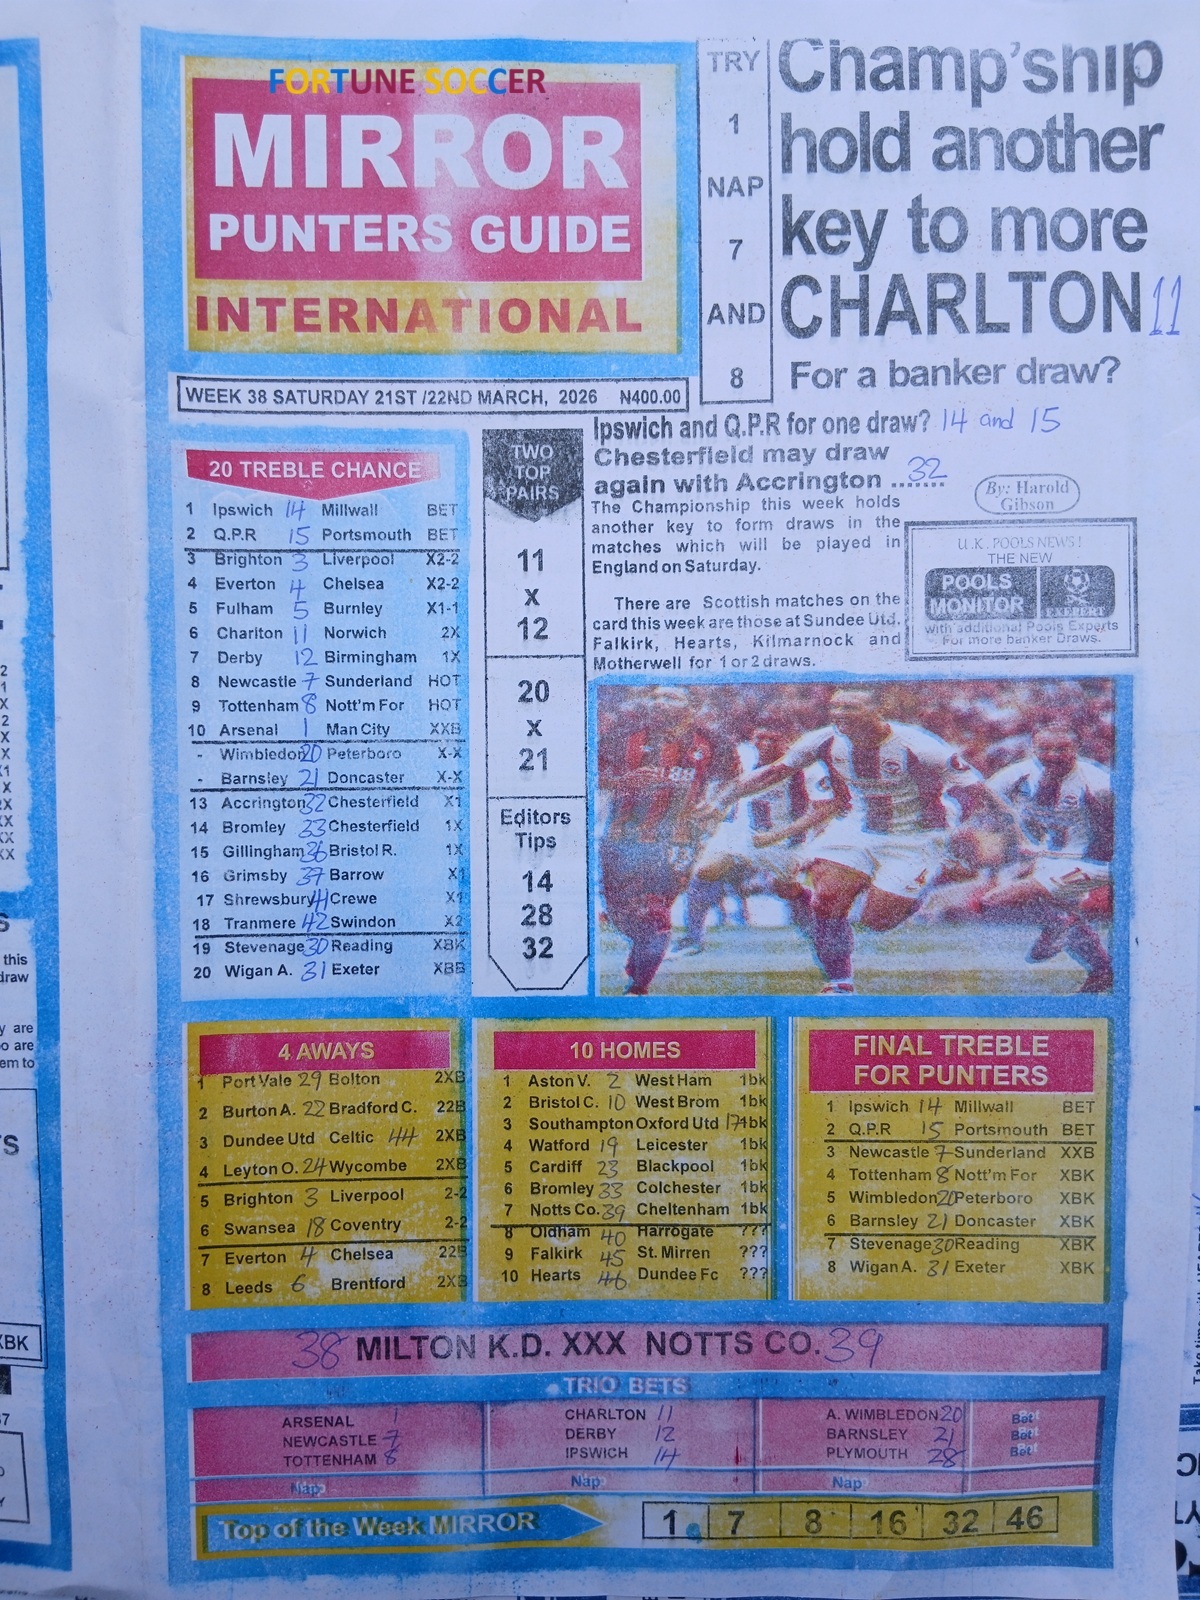 FORTUNE SOCCER
MIRROR
PUNTERS GUIDE
INTERNATIONAL
WEEK 38 SATURDAY 21ST /22ND MARCH, 2026 N400.00
TRY
1
NAP
7
AND
8
Champ'ship
hold another
key to more
CHARLTON 11
For a banker draw?
Ipswich and Q.P.R for one draw? 14 and 15
Chesterfield may draw
again with Accrington ...32...
By: Harold
Gibson
The Championship this week holds
another key to form draws in the
matches which will be played in
England on Saturday.
There are Scottish matches on the
card this week are those at Sundee Utd.
Falkirk, Hearts, Kilmarnock and
Motherwell for 1 or 2 draws.
U.K. POOLS NEWS!
THE NEW
POOLS
MONITOR
EXEPERT
with additional Pools Experts
For more banker Draws.
20 TREBLE CHANCE
1 Ipswich 14 Millwall BET
2 Q.P.R 15 Portsmouth BET
3 Brighton 3 Liverpool X2-2
4 Everton 4 Chelsea X2-2
5 Fulham 5 Burnley X1-1
6 Charlton 11 Norwich 2X
7 Derby 12 Birmingham 1X
8 Newcastle 7 Sunderland HOT
9 Tottenham 8 Nott'm For HOT
10 Arsenal 1 Man City XXB
- Wimbledon 20 Peterboro X-X
- Barnsley 21 Doncaster X-X
13 Accrington 32 Chesterfield X1
14 Bromley 33 Chesterfield 1X
15 Gillingham 36 Bristol R. 1X
16 Grimsby 37 Barrow X1
17 Shrewsbury 41 Crewe X1
18 Tranmere 42 Swindon X2
19 Stevenage 30 Reading XBK
20 Wigan A. 31 Exeter XBB
TWO
TOP
PAIRS
11
X
12
20
X
21
Editors
Tips
14
28
32
4 AWAYS
1 Port Vale 29 Bolton 2XB
2 Burton A. 22 Bradford C. 22B
3 Dundee Utd Celtic 44 2XB
4 Leyton O. 24 Wycombe 2XB
5 Brighton 3 Liverpool 2-2
6 Swansea 18 Coventry 2-2
7 Everton 4 Chelsea 22B
8 Leeds 6 Brentford 2XB
10 HOMES
1 Aston V. 2 West Ham 1bk
2 Bristol C. 10 West Brom 1bk
3 Southampton Oxford Utd 17 1bk
4 Watford 19 Leicester 1bk
5 Cardiff 23 Blackpool 1bk
6 Bromley 33 Colchester 1bk
7 Notts Co. 39 Cheltenham 1bk
8 Oldham 40 Harrogate ???
9 Falkirk 45 St. Mirren ???
10 Hearts 46 Dundee Fc ???
FINAL TREBLE
FOR PUNTERS
1 Ipswich 14 Millwall BET
2 Q.P.R 15 Portsmouth BET
3 Newcastle 7 Sunderland XXB
4 Tottenham 8 Nott'm For XBK
5 Wimbledon 20 Peterboro XBK
6 Barnsley 21 Doncaster XBK
7 Stevenage 30 Reading XBK
8 Wigan A. 31 Exeter XBK
38 MILTON K.D. XXX NOTTS CO. 39
TRIO BETS
ARSENAL 1
NEWCASTLE 7
TOTTENHAM 8
Nap
CHARLTON 11
DERBY 12
IPSWICH 14
Nap
A. WIMBLEDON 20 Bet
BARNSLEY 21 Bet
PLYMOUTH 28 Bet
Nap
Top of the Week MIRROR 1 7 8 16 32 46